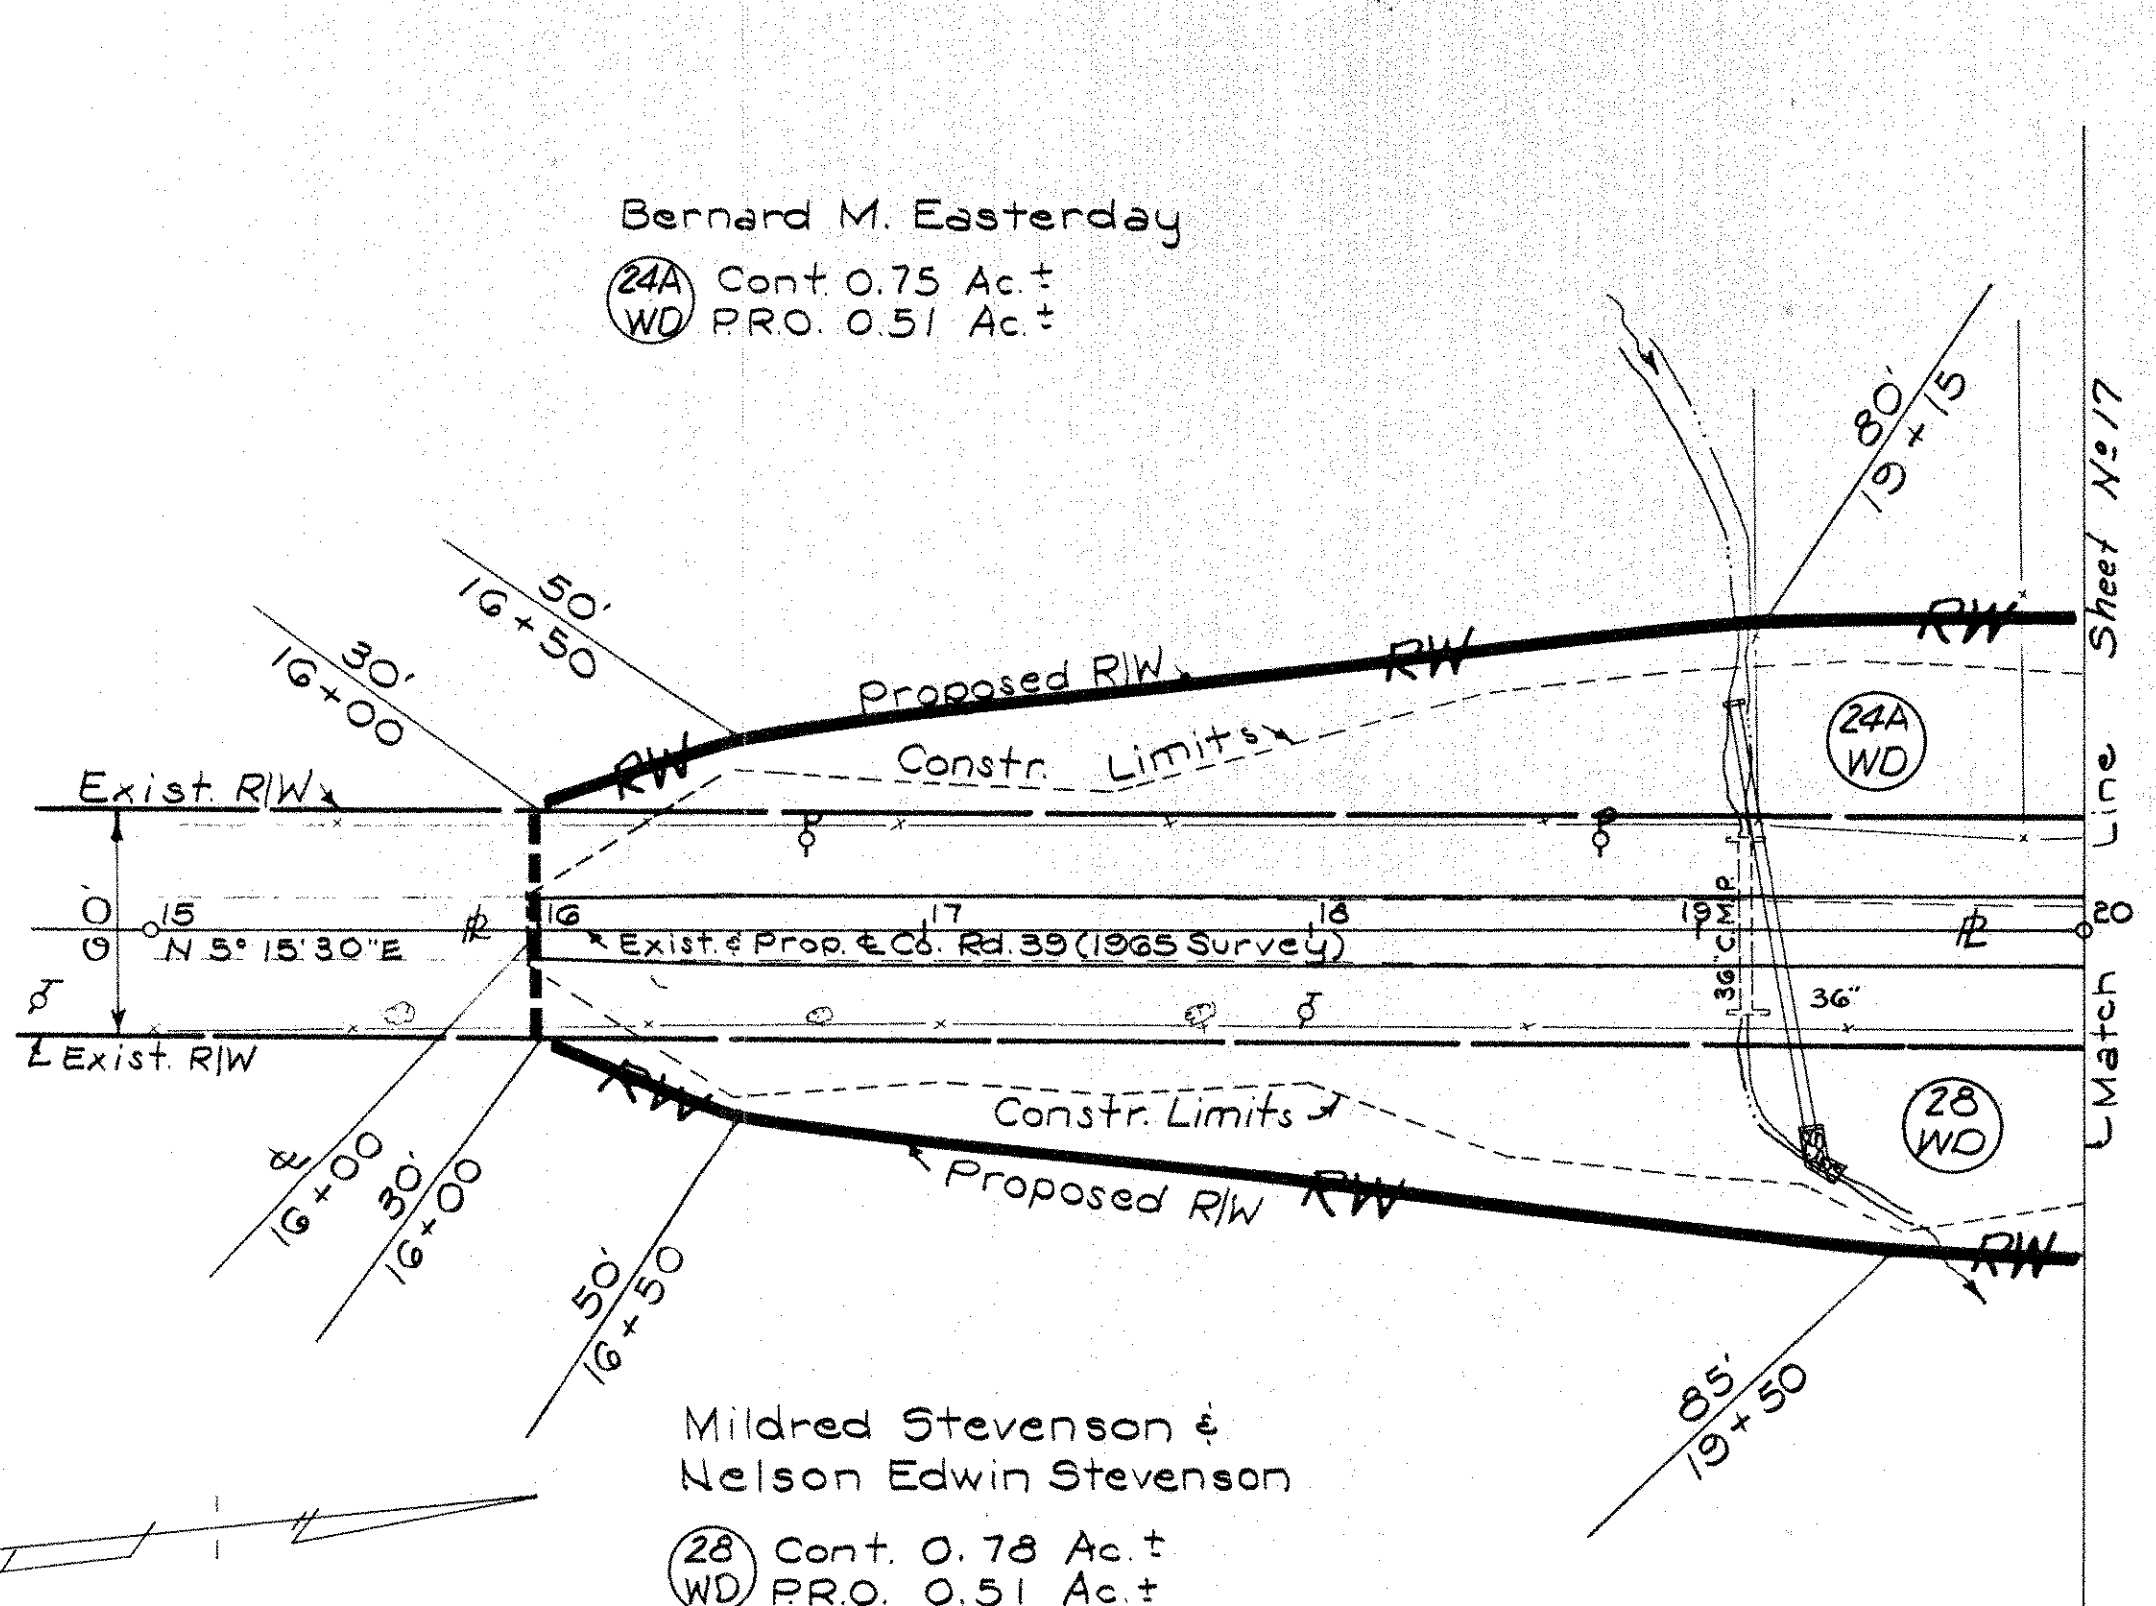 Bernard M. Easterday
24A
WD
Cont. 0.75 Ac. ±
P.R.O. 0.51 Ac. ±
80'
19 + 15
Sheet Nº 17
50'
16 + 50
30'
16 + 00
Proposed R/W
RW
RW
RW
Constr. Limits
24A
WD
Exist. R/W
60'
15
16
17
18
19
20
N 5° 15' 30" E
Exist. & Prop. ℄ Co. Rd. 39 (1965 Survey)
36" C.M.P.
36"
Match Line
Exist. R/W
RW
Constr. Limits
28
WD
Proposed R/W
RW
RW
℄
16 + 00
30'
16 + 00
50'
16 + 50
85'
19 + 50
Mildred Stevenson &
Nelson Edwin Stevenson
28
WD
Cont. 0.78 Ac. ±
P.R.O. 0.51 Ac. ±